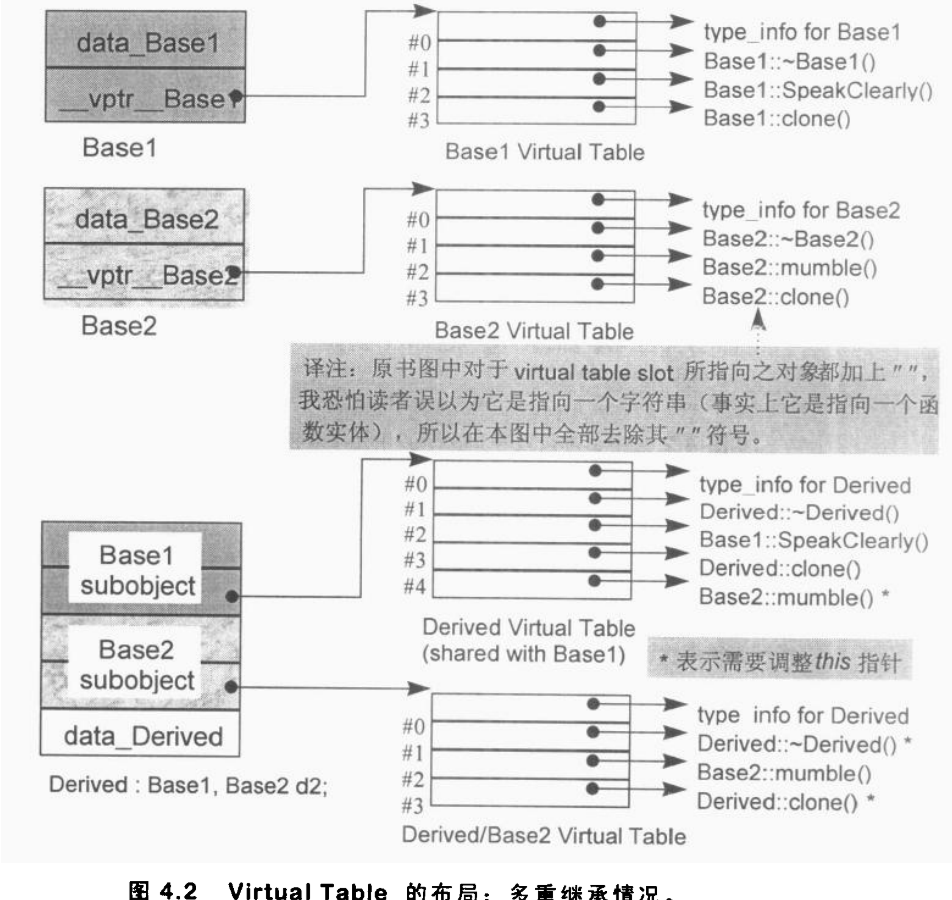 data_Base1
__vptr__Base1
Base1
#0
#1
#2
#3
type_info for Base1
Base1::~Base1()
Base1::SpeakClearly()
Base1::clone()
Base1 Virtual Table
data_Base2
__vptr__Base2
Base2
#0
#1
#2
#3
type_info for Base2
Base2::~Base2()
Base2::mumble()
Base2::clone()
Base2 Virtual Table
译注：原书图中对于 virtual table slot 所指向之对象都加上 " "，
我恐怕读者误以为它是指向一个字符串（事实上它是指向一个函
数实体），所以在本图中全部去除其 " " 符号。
Base1
subobject
Base2
subobject
data_Derived
Derived : Base1, Base2 d2;
#0
#1
#2
#3
#4
type_info for Derived
Derived::~Derived()
Base1::SpeakClearly()
Derived::clone()
Base2::mumble() *
Derived Virtual Table
(shared with Base1)
* 表示需要调整 this 指针
#0
#1
#2
#3
type info for Derived
Derived::~Derived() *
Base2::mumble()
Derived::clone() *
Derived/Base2 Virtual Table
图 4.2 Virtual Table 的布局：多重继承情况。